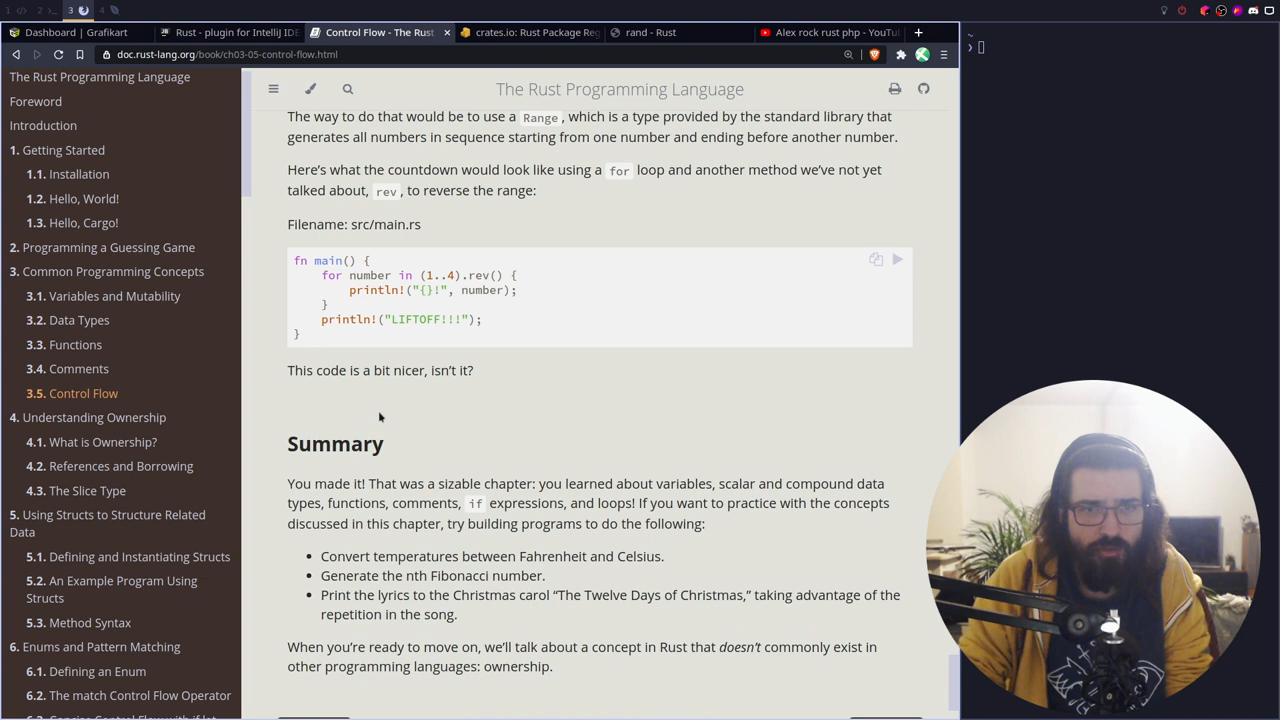 1
2
3
4
Dashboard | Grafikart
Rust - plugin for IntelliJ IDE
Control Flow - The Rus
crates.io: Rust Package Reg
rand - Rust
Alex rock rust php - YouTu
doc.rust-lang.org/book/ch03-05-control-flow.html
The Rust Programming Language
Foreword
Introduction
1. Getting Started
1.1. Installation
1.2. Hello, World!
1.3. Hello, Cargo!
2. Programming a Guessing Game
3. Common Programming Concepts
3.1. Variables and Mutability
3.2. Data Types
3.3. Functions
3.4. Comments
3.5. Control Flow
4. Understanding Ownership
4.1. What is Ownership?
4.2. References and Borrowing
4.3. The Slice Type
5. Using Structs to Structure Related
Data
5.1. Defining and Instantiating Structs
5.2. An Example Program Using
Structs
5.3. Method Syntax
6. Enums and Pattern Matching
6.1. Defining an Enum
6.2. The match Control Flow Operator
The Rust Programming Language
The way to do that would be to use a Range, which is a type provided by the standard library that
generates all numbers in sequence starting from one number and ending before another number.
Here’s what the countdown would look like using a for loop and another method we’ve not yet
talked about, rev, to reverse the range:
Filename: src/main.rs
fn main() {
for number in (1..4).rev() {
println!("{}!", number);
}
println!("LIFTOFF!!!");
}
This code is a bit nicer, isn’t it?
Summary
You made it! That was a sizable chapter: you learned about variables, scalar and compound data
types, functions, comments, if expressions, and loops! If you want to practice with the concepts
discussed in this chapter, try building programs to do the following:
• Convert temperatures between Fahrenheit and Celsius.
• Generate the nth Fibonacci number.
• Print the lyrics to the Christmas carol “The Twelve Days of Christmas,” taking advantage of the
repetition in the song.
When you’re ready to move on, we’ll talk about a concept in Rust that doesn’t commonly exist in
other programming languages: ownership.
~
❯